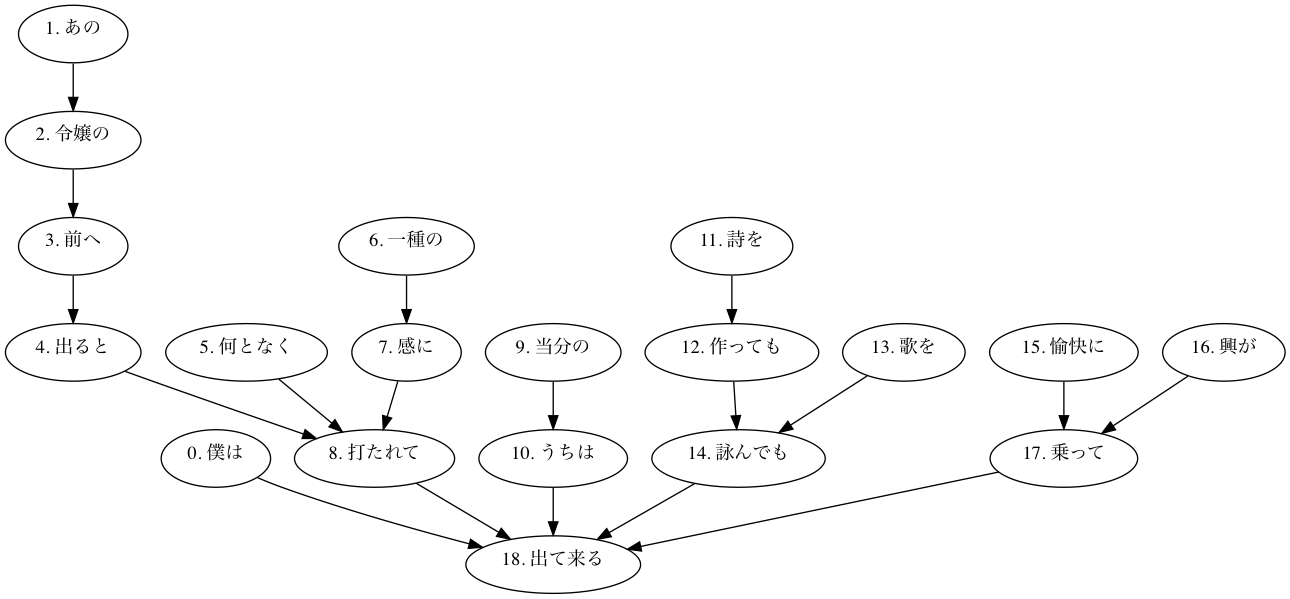 1. あの
2. 令嬢の
3. 前へ
6. 一種の
11. 詩を
4. 出ると
5. 何となく
7. 感に
9. 当分の
12. 作っても
13. 歌を
15. 愉快に
16. 興が
0. 僕は
8. 打たれて
10. うちは
14. 詠んでも
17. 乗って
18. 出て来る